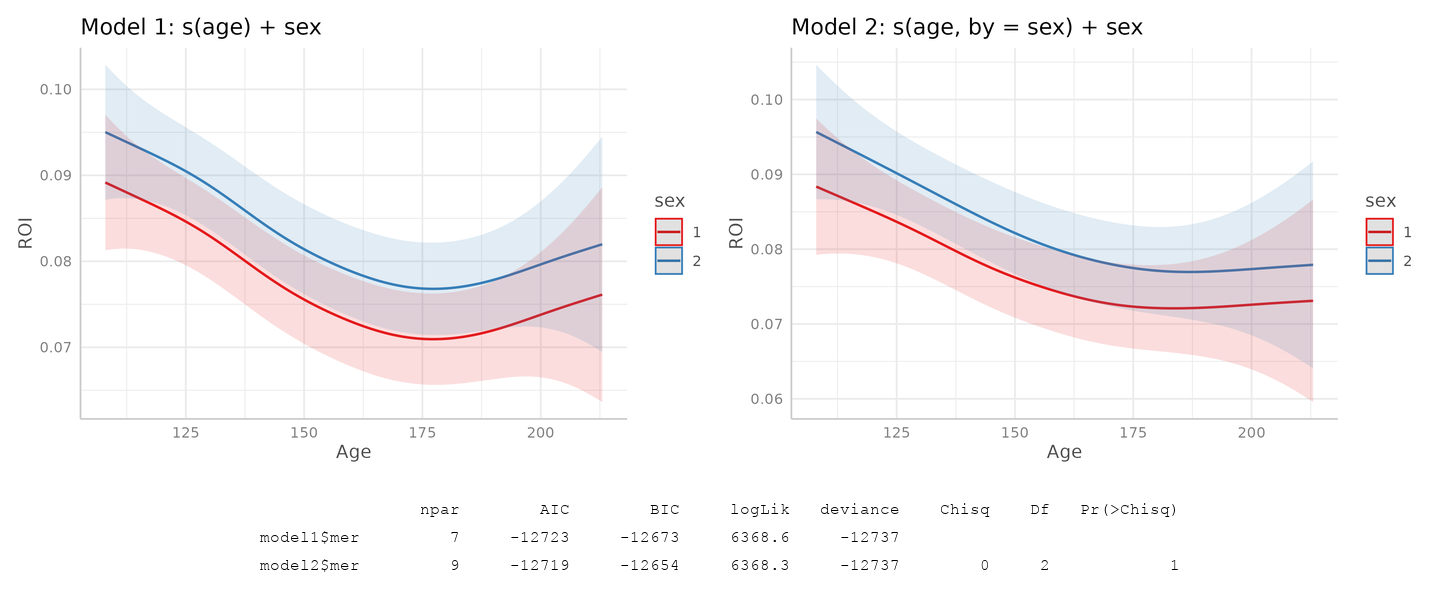 Model 1: s(age) + sex
0.10
0.09
0.08
0.07
ROI
125 150 175 200
Age
sex
1
2
Model 2: s(age, by = sex) + sex
0.10
0.09
0.08
0.07
0.06
ROI
125 150 175 200
Age
sex
1
2
npar AIC BIC logLik deviance Chisq Df Pr(>Chisq)
model1$mer 7 -12723 -12673 6368.6 -12737
model2$mer 9 -12719 -12654 6368.3 -12737 0 2 1